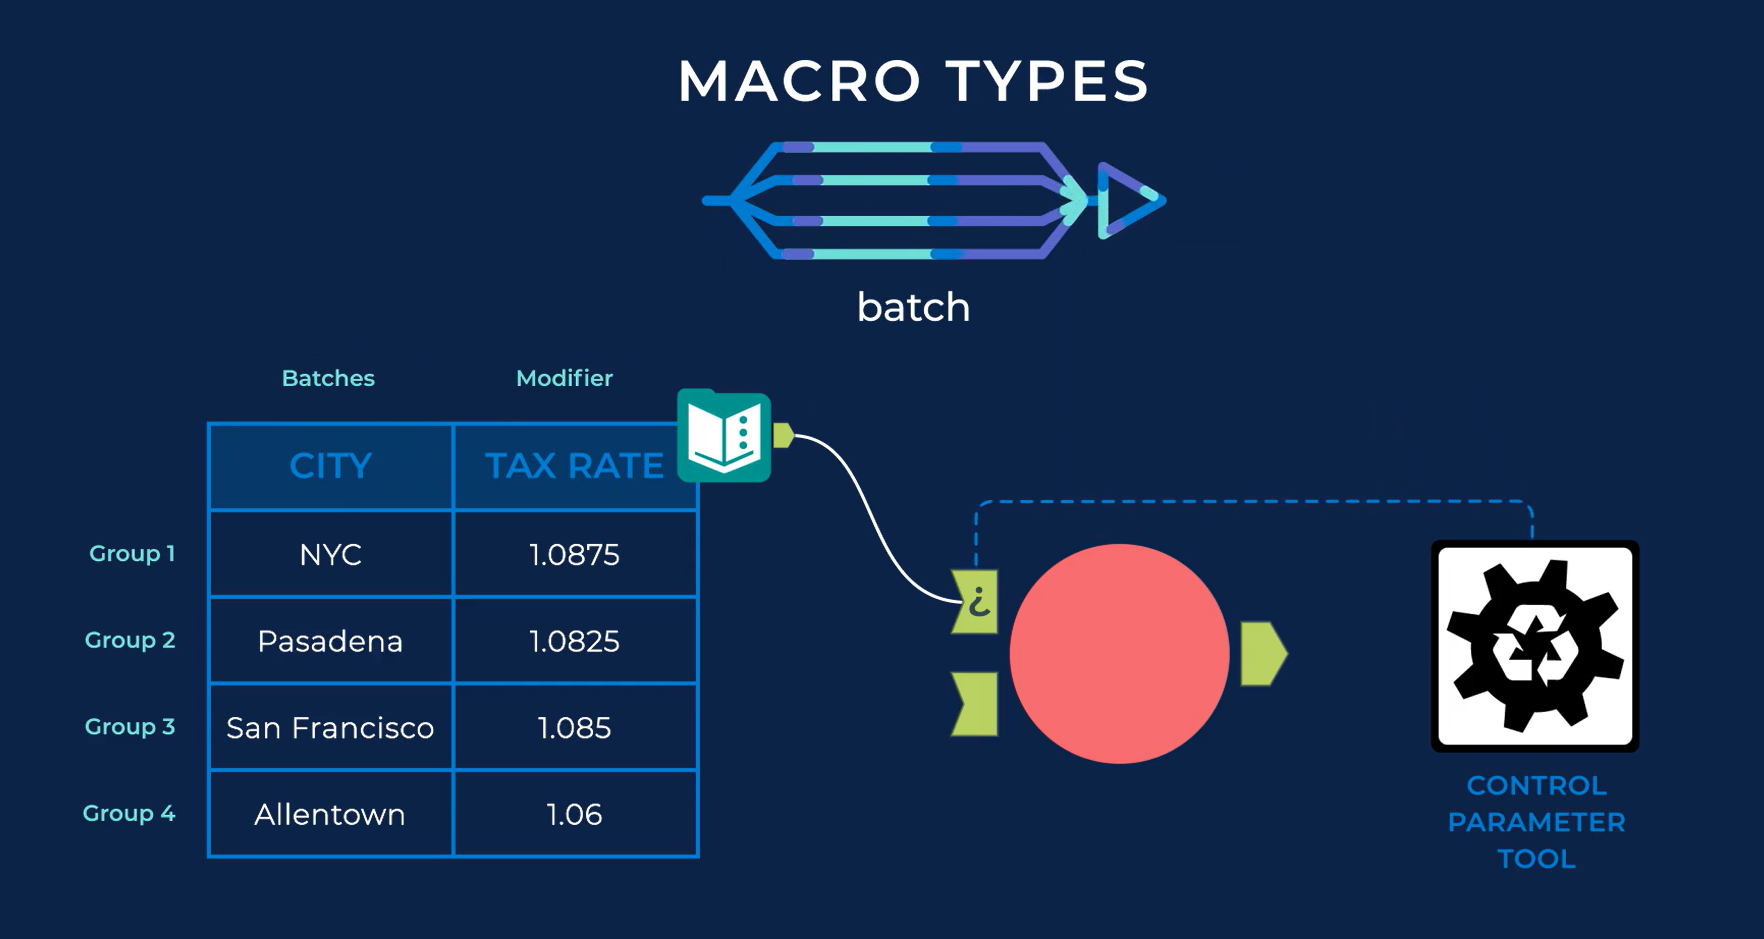 MACRO TYPES
batch
Batches Modifier
CITY TAX RATE
Group 1 NYC 1.0875
Group 2 Pasadena 1.0825
Group 3 San Francisco 1.085
Group 4 Allentown 1.06
¿
CONTROL
PARAMETER
TOOL